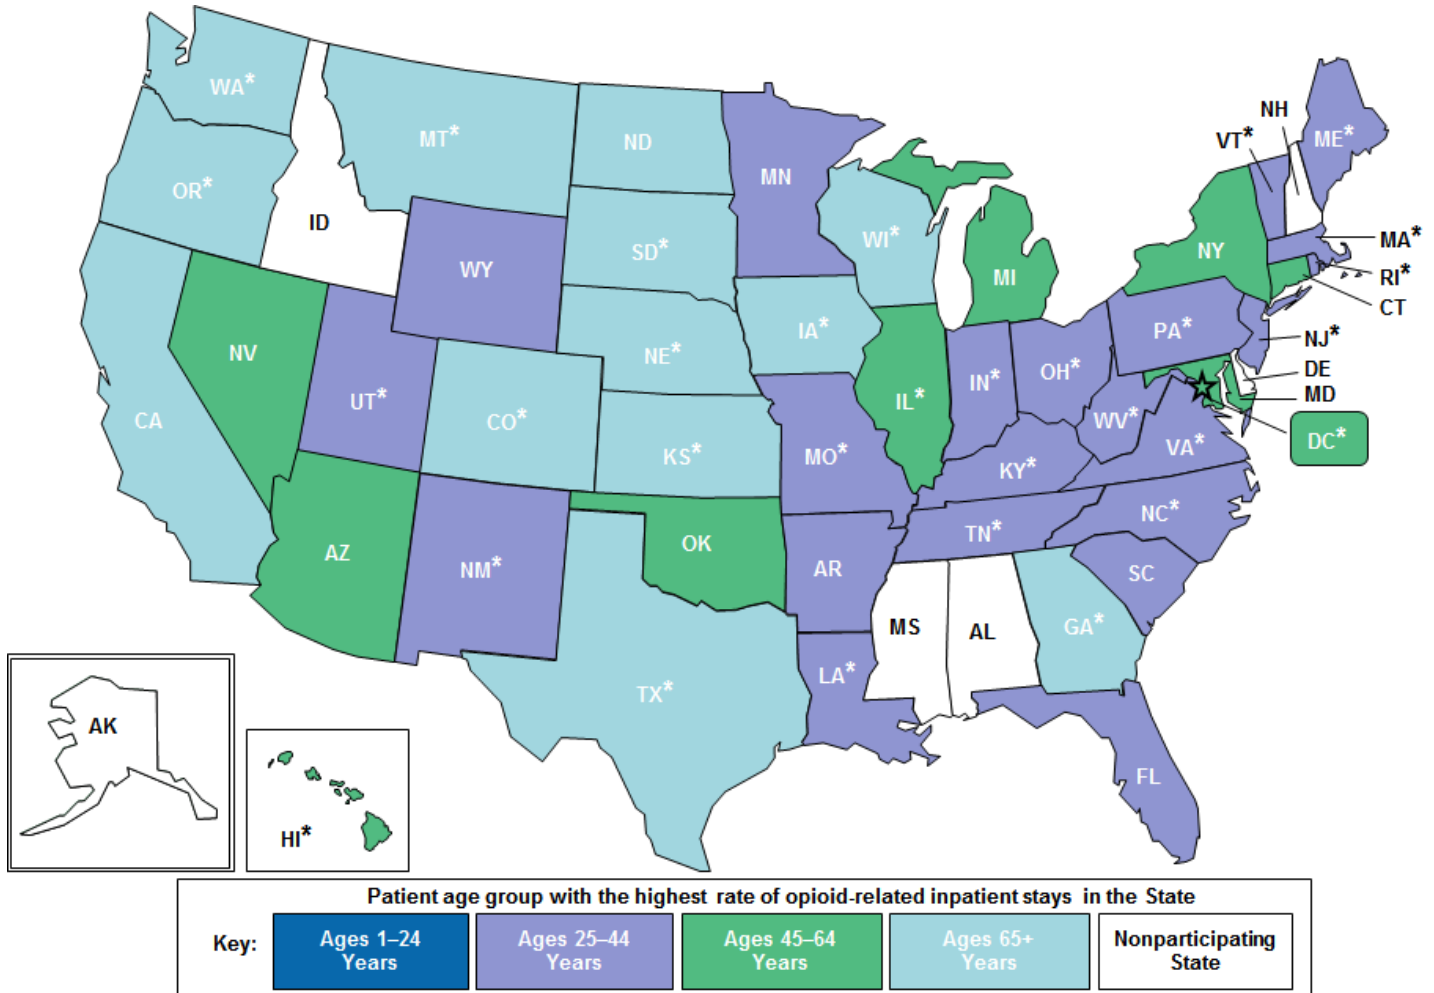 NH
WA*
VT*
ME*
MT*
ND
MN
OR*
ID
SD*
WI*
NY
MA*
WY
MI
RI*
CT
IA*
PA*
NJ*
NV
NE*
OH*
DE
UT*
IN*
MD
CA
CO*
IL*
WV*
DC*
KS*
MO*
KY*
VA*
NC*
AZ
OK
TN*
NM*
AR
SC
MS
AL
GA*
LA*
TX*
AK
FL
HI*
Patient age group with the highest rate of opioid-related inpatient stays in the State
Key:
Ages 1–24
Years
Ages 25–44
Years
Ages 45–64
Years
Ages 65+
Years
Nonparticipating
State